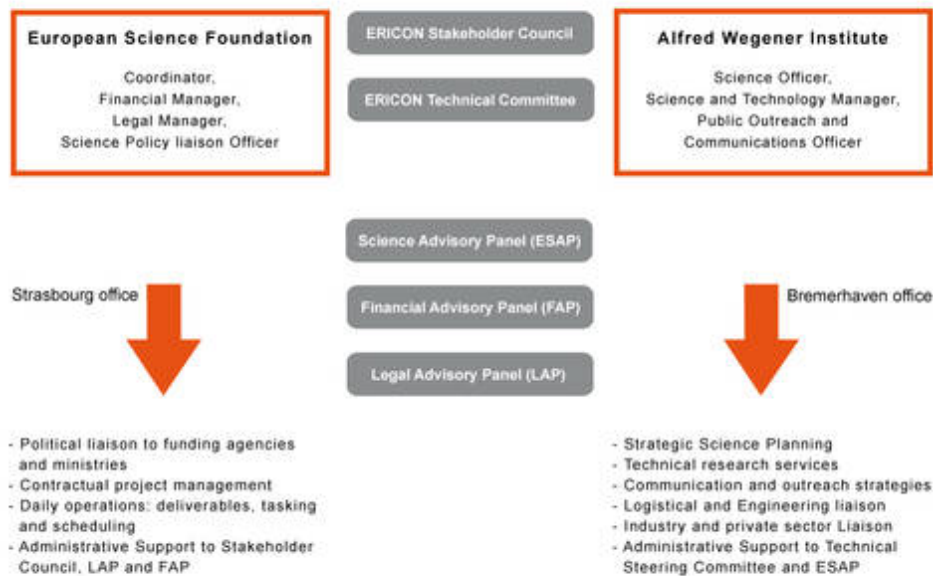 European Science Foundation
Coordinator,
Financial Manager,
Legal Manager,
Science Policy liaison Officer
ERICON Stakeholder Council
ERICON Technical Committee
Alfred Wegener Institute
Science Officer,
Science and Technology Manager,
Public Outreach and
Communications Officer
Science Advisory Panel (ESAP)
Financial Advisory Panel (FAP)
Legal Advisory Panel (LAP)
Strasbourg office
Bremerhaven office
- Political liaison to funding agencies
and ministries
- Contractual project management
- Daily operations: deliverables, tasking
and scheduling
- Administrative Support to Stakeholder
Council, LAP and FAP
- Strategic Science Planning
- Technical research services
- Communication and outreach strategies
- Logistical and Engineering liaison
- Industry and private sector Liaison
- Administrative Support to Technical
Steering Committee and ESAP